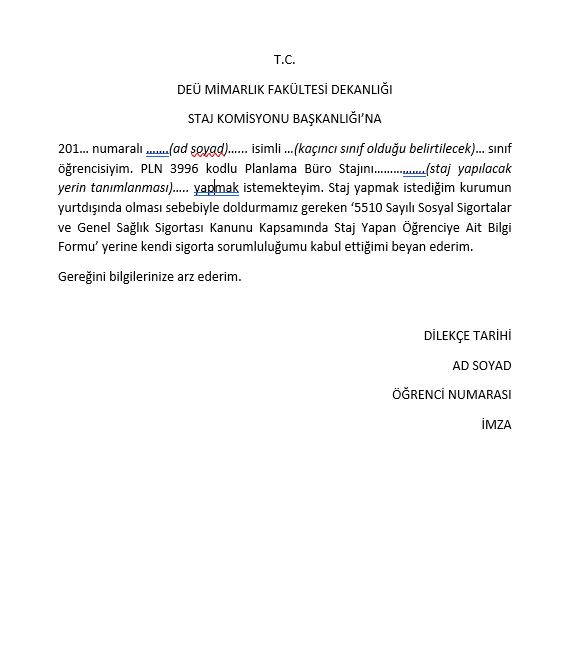 T.C.
DEÜ MİMARLIK FAKÜLTESİ DEKANLIĞI
STAJ KOMİSYONU BAŞKANLIĞI’NA
201… numaralı …….(ad soyad)…... isimli …(kaçıncı sınıf olduğu belirtilecek)… sınıf
öğrencisiyim. PLN 3996 kodlu Planlama Büro Stajını……………..(staj yapılacak
yerin tanımlanması)….. yapmak istemekteyim. Staj yapmak istediğim kurumun
yurtdışında olması sebebiyle doldurmamız gereken ‘5510 Sayılı Sosyal Sigortalar
ve Genel Sağlık Sigortası Kanunu Kapsamında Staj Yapan Öğrenciye Ait Bilgi
Formu’ yerine kendi sigorta sorumluluğumu kabul ettiğimi beyan ederim.
Gereğini bilgilerinize arz ederim.
DİLEKÇE TARİHİ
AD SOYAD
ÖĞRENCİ NUMARASI
İMZA